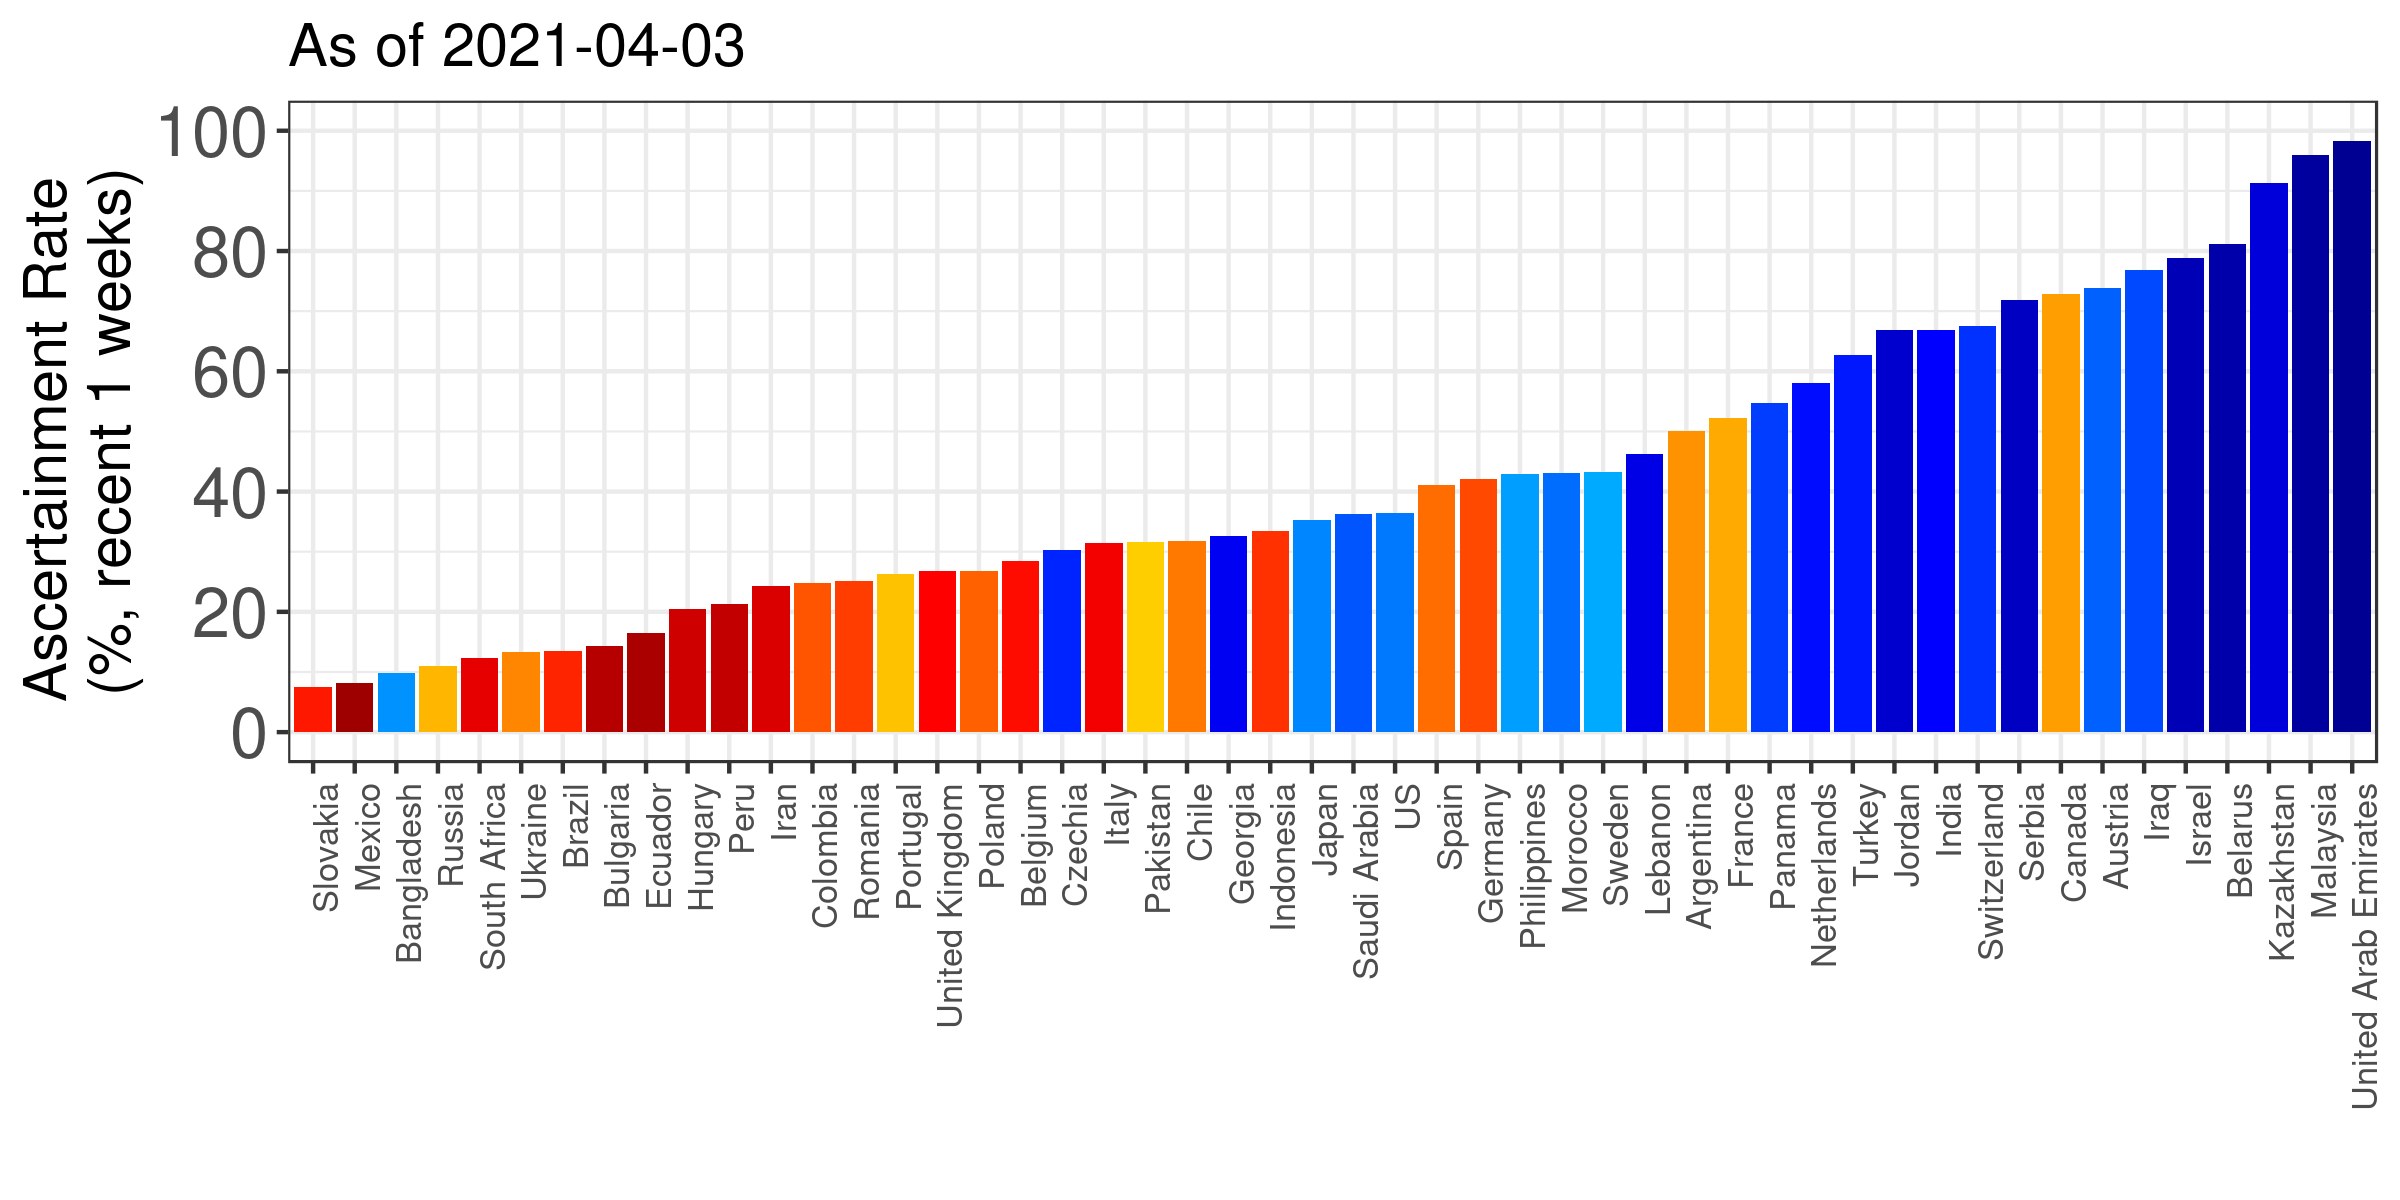 As of 2021-04-03
Ascertainment Rate
(%, recent 1 weeks)
100
80
60
40
20
0
Slovakia
Mexico
Bangladesh
Russia
South Africa
Ukraine
Brazil
Bulgaria
Ecuador
Hungary
Peru
Iran
Colombia
Romania
Portugal
United Kingdom
Poland
Belgium
Czechia
Italy
Pakistan
Chile
Georgia
Indonesia
Japan
Saudi Arabia
US
Spain
Germany
Philippines
Morocco
Sweden
Lebanon
Argentina
France
Panama
Netherlands
Turkey
Jordan
India
Switzerland
Serbia
Canada
Austria
Iraq
Israel
Belarus
Kazakhstan
Malaysia
United Arab Emirates